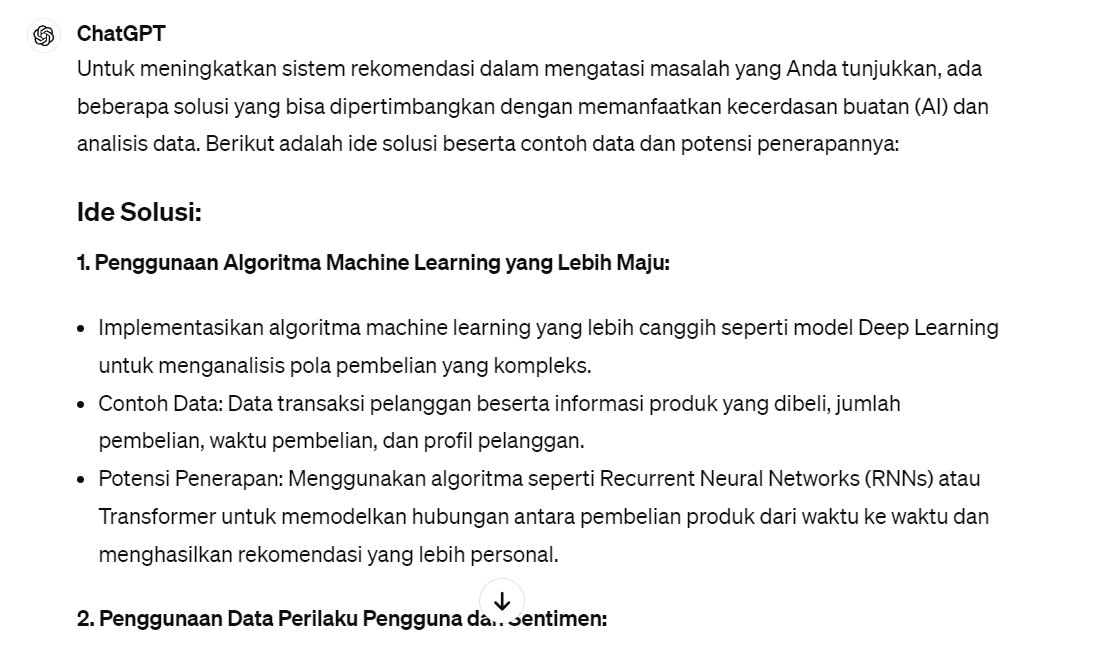 ChatGPT
Untuk meningkatkan sistem rekomendasi dalam mengatasi masalah yang Anda tunjukkan, ada
beberapa solusi yang bisa dipertimbangkan dengan memanfaatkan kecerdasan buatan (AI) dan
analisis data. Berikut adalah ide solusi beserta contoh data dan potensi penerapannya:
Ide Solusi:
1. Penggunaan Algoritma Machine Learning yang Lebih Maju:
• Implementasikan algoritma machine learning yang lebih canggih seperti model Deep Learning
untuk menganalisis pola pembelian yang kompleks.
• Contoh Data: Data transaksi pelanggan beserta informasi produk yang dibeli, jumlah
pembelian, waktu pembelian, dan profil pelanggan.
• Potensi Penerapan: Menggunakan algoritma seperti Recurrent Neural Networks (RNNs) atau
Transformer untuk memodelkan hubungan antara pembelian produk dari waktu ke waktu dan
menghasilkan rekomendasi yang lebih personal.
2. Penggunaan Data Perilaku Pengguna dan Sentimen: